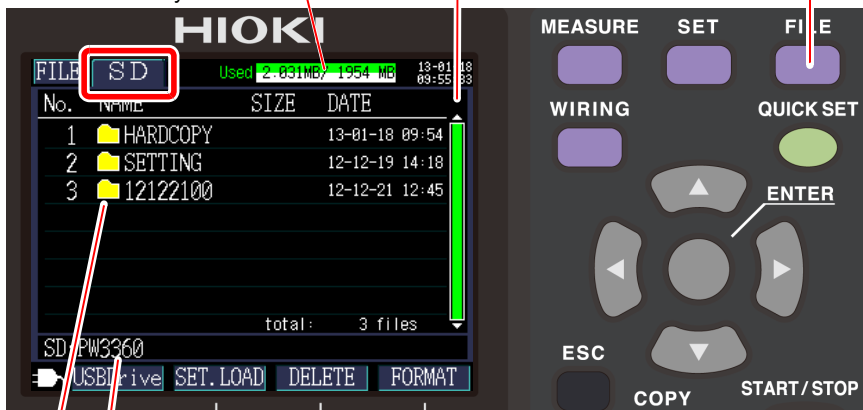 HIOKI
MEASURE SET FILE
FILE SD Used 2.031MB/ 1954 MB 13-01-18
09:55:33
No. NAME SIZE DATE
WIRING QUICK SET
1 HARDCOPY 13-01-18 09:54
2 SETTING 12-12-19 14:18
3 12122100 12-12-21 12:45
ENTER
total: 3 files
SD:PW3360
ESC
USBDrive SET.LOAD DELETE FORMAT
COPY START/STOP